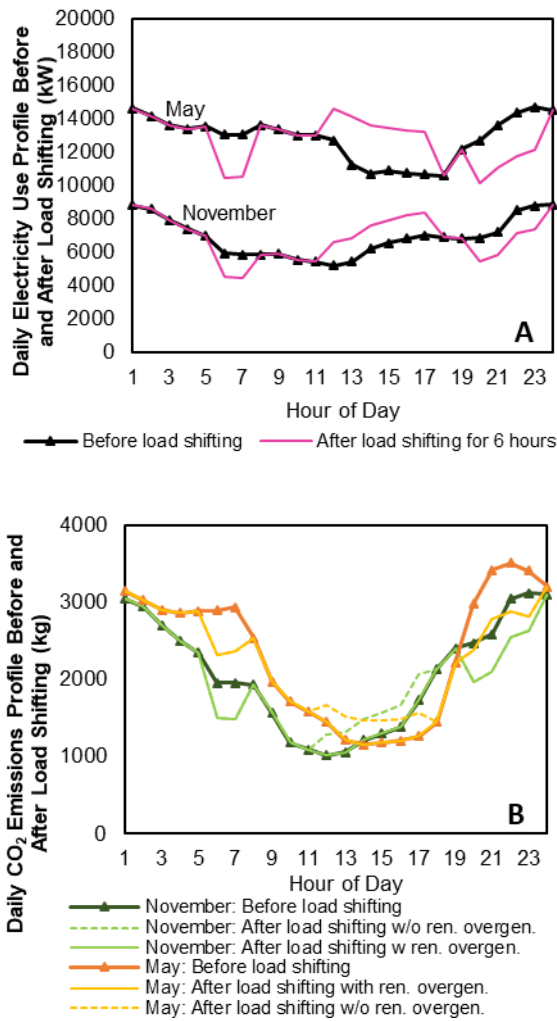 Daily Electricity Use Profile Before
and After Load Shifting (kW)
20000
18000
16000
14000
12000
10000
8000
6000
4000
2000
0
May
November
A
1 3 5 7 9 11 13 15 17 19 21 23
Hour of Day
Before load shifting After load shifting for 6 hours
Daily CO2 Emissions Profile Before and
After Load Shifting (kg)
4000
3000
2000
1000
0
B
1 3 5 7 9 11 13 15 17 19 21 23
Hour of Day
November: Before load shifting
November: After load shifting w/o ren. overgen.
November: After load shifting w ren. overgen.
May: Before load shifting
May: After load shifting with ren. overgen.
May: After load shifting w/o ren. overgen.